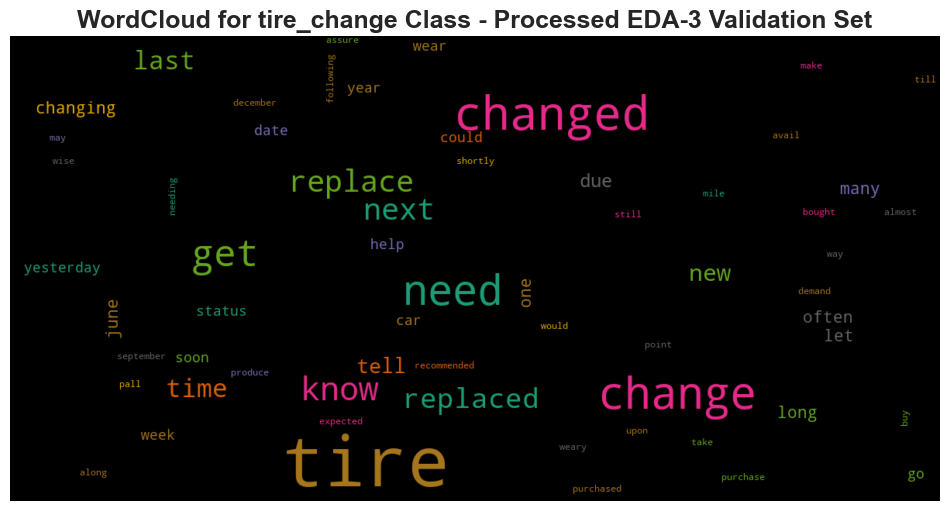 WordCloud for tire_change Class - Processed EDA-3 Validation Set
assure
wear
last
make
following
till
year
changing
december
changed
date
could
may
avail
wise
shortly
replace
due
needing
mile
many
next
still
bought
almost
help
get
way
yesterday
new
need
one
demand
status
june
car
often
would
let
point
september
soon
tell
recommended
produce
pall
time
know
change
replaced
long
expected
buy
week
upon
take
tire
weary
along
purchase
go
purchased